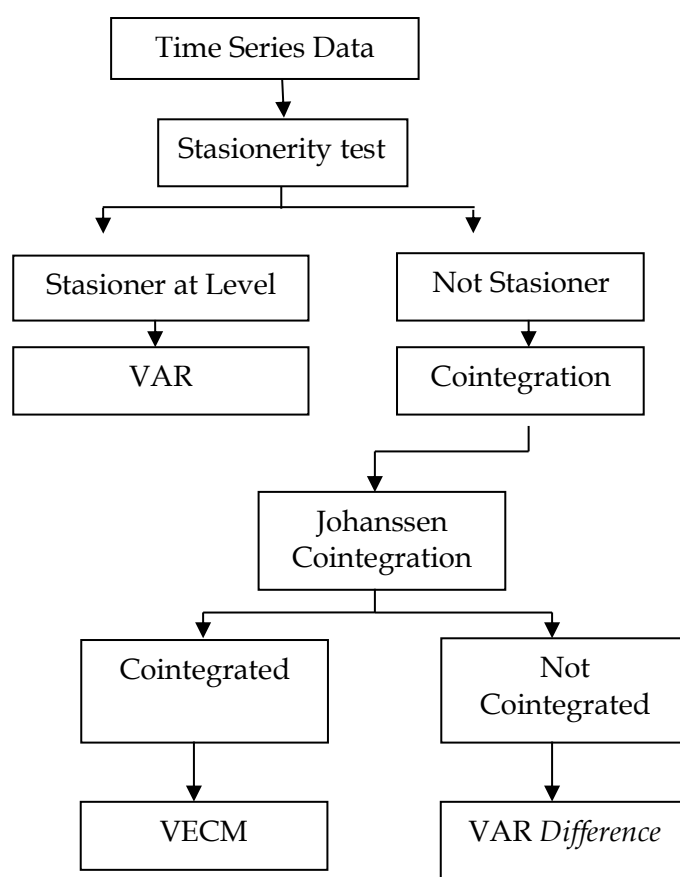 Time Series Data
Stasionerity test
Stasioner at Level
Not Stasioner
VAR
Cointegration
Johanssen
Cointegration
Cointegrated
Not
Cointegrated
VECM
VAR Difference